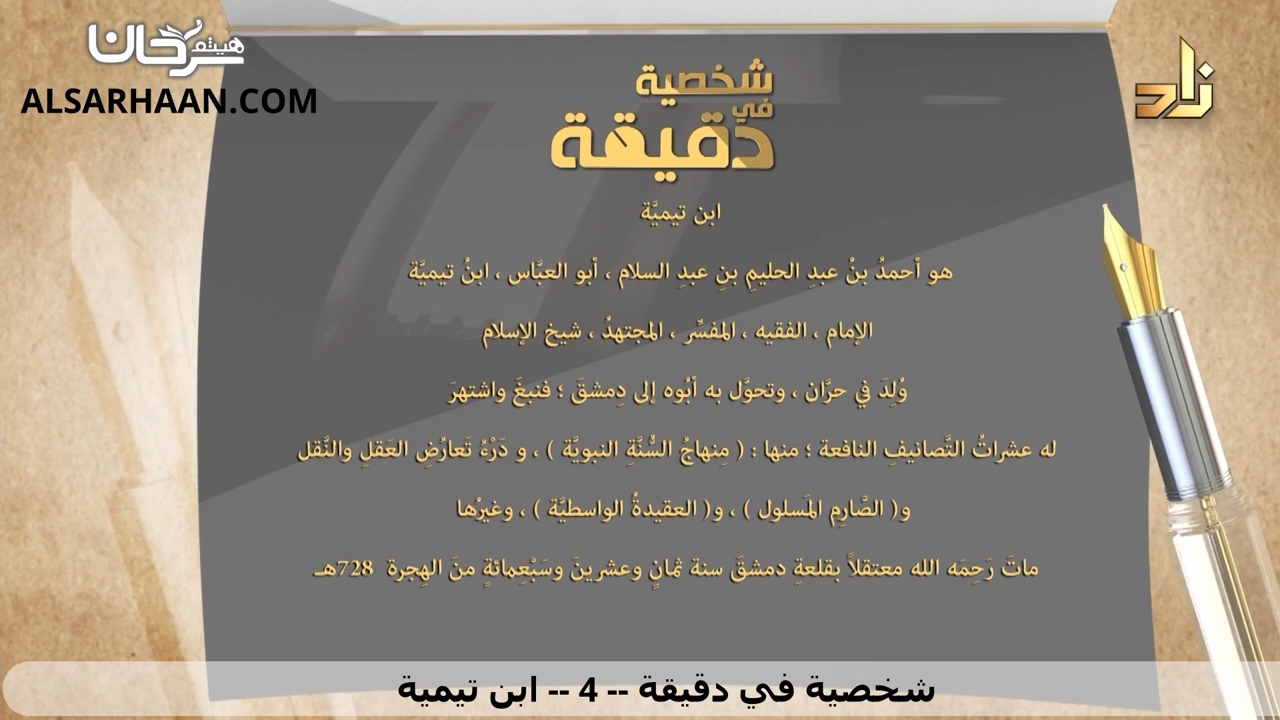 هيثم سرحان
ALSARHAAN.COM
زاد
شخصية
في
دقيقة
ابن تيميَّة
هو أحمدُ بنُ عبدِ الحليمِ بنِ عبدِ السلام ، أبو العبَّاس ، ابنُ تيميَّة
الإمام ، الفقيه ، المفسِّر ، المجتهدُ ، شيخ الإسلام
وُلِدَ في حرَّان ، وتحوَّل به أبُوه إلى دِمشقَ ؛ فنبغَ واشتهرَ
له عشراتُ التَّصانيفِ النافعة ؛ منها : ( مِنهاجُ السُّنَّةِ النبويَّة ) ، و دَرْءُ تَعارُضِ العَقلِ والنَّقل
و( الصَّارِم المَسلول ) ، و( العقيدةُ الواسطيَّة ) ، وغيرُها
ماتَ رَحِمَه الله معتقلاً بقلعةِ دمشقَ سنة ثمانٍ وعشرينَ وسَبْعِمائةٍ منَ الهِجرة 728هـ
شخصية في دقيقة -- 4 -- ابن تيمية